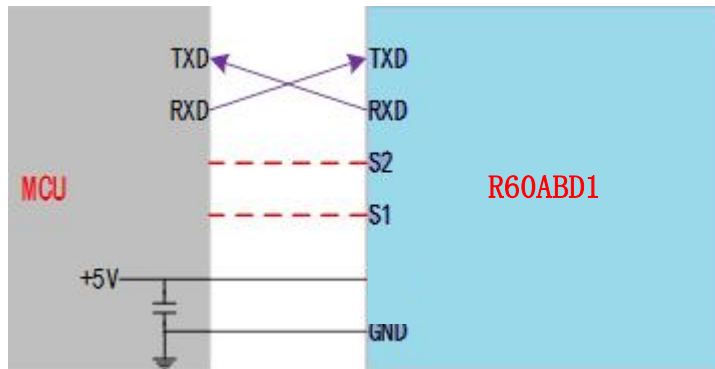 TXD TXD
RXD RXD
S2
MCU R60ABD1
S1
+5V
GND